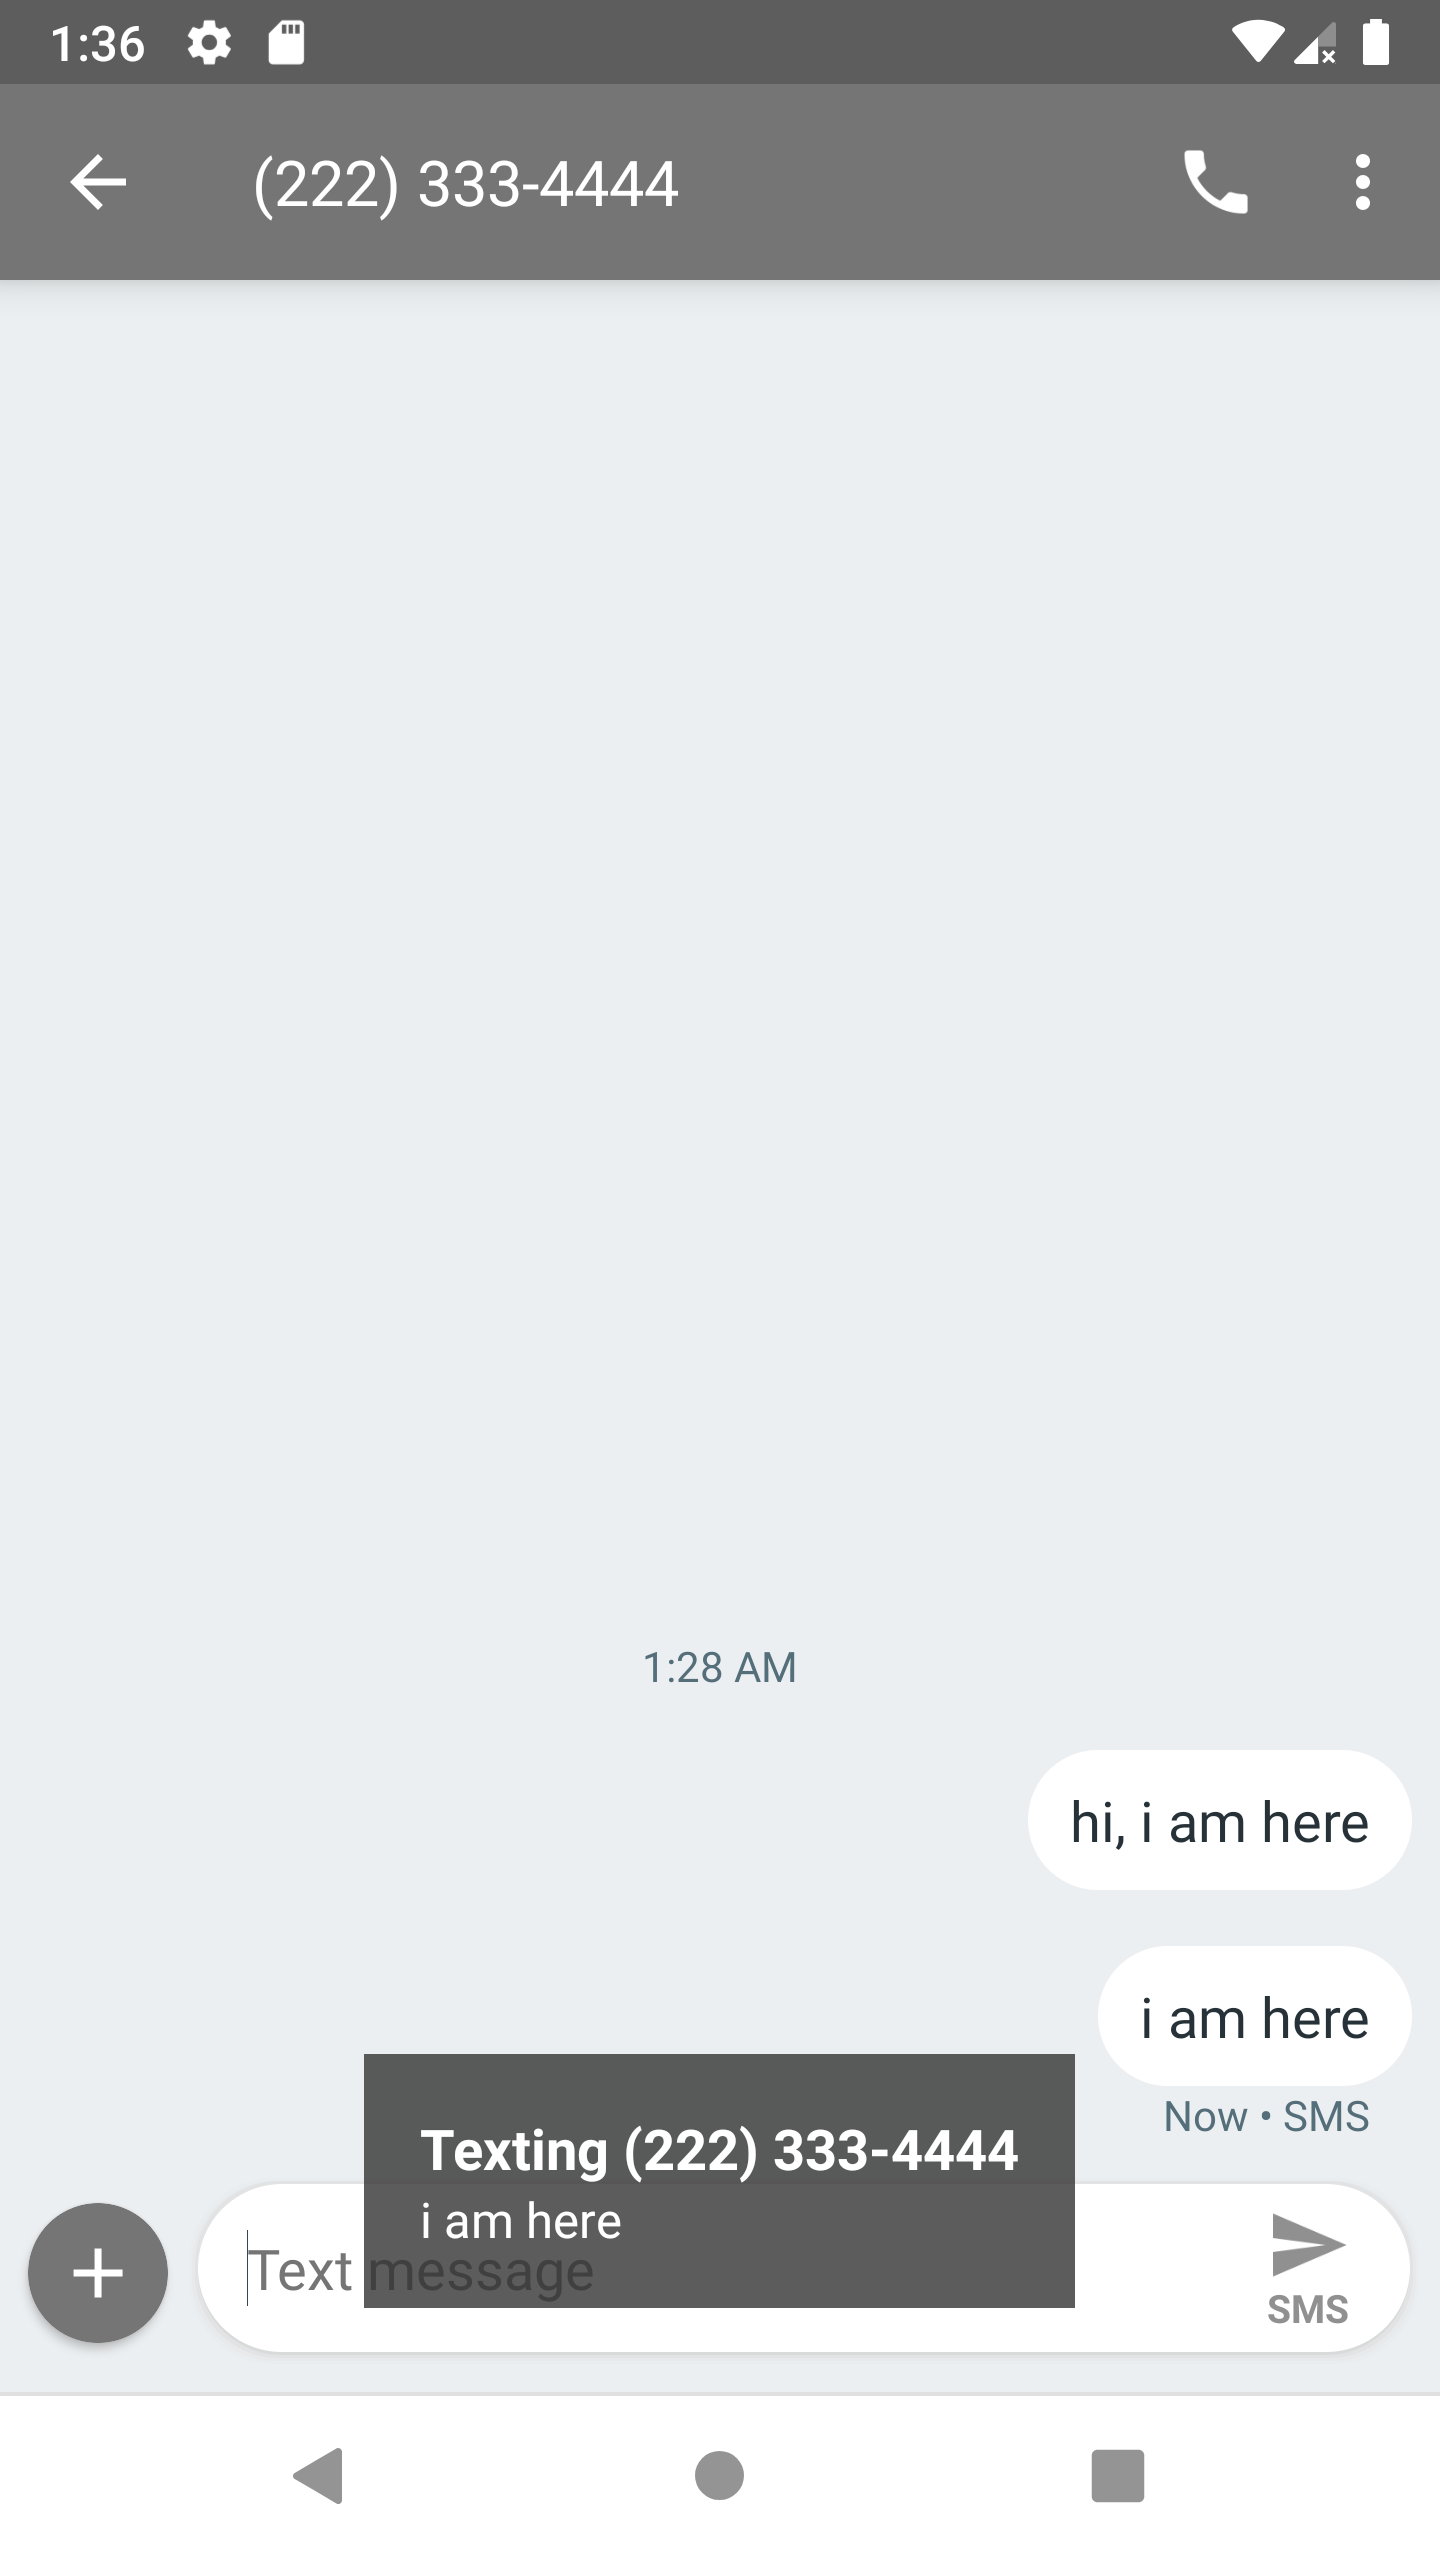 1:36
(222) 333-4444
1:28 AM
hi, i am here
i am here
Now • SMS
Texting (222) 333-4444
i am here
Text message
SMS